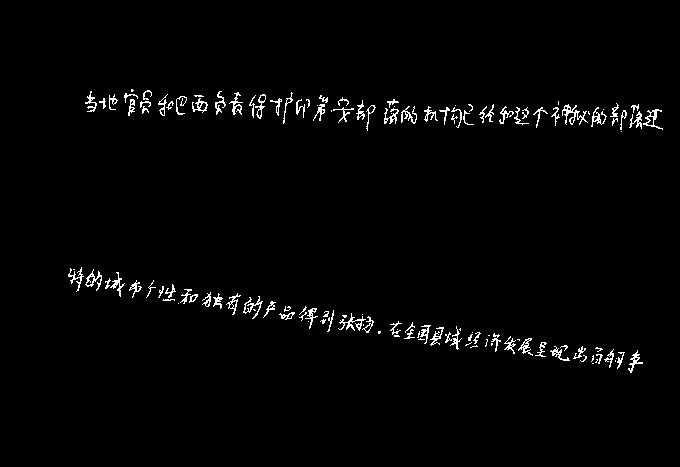 当地官员和巴西负责保护印第安部落的机构已经和这个神秘的部落进
特的城市个性和独有的产品得到张扬.在全国县域经济发展呈现出百舸争